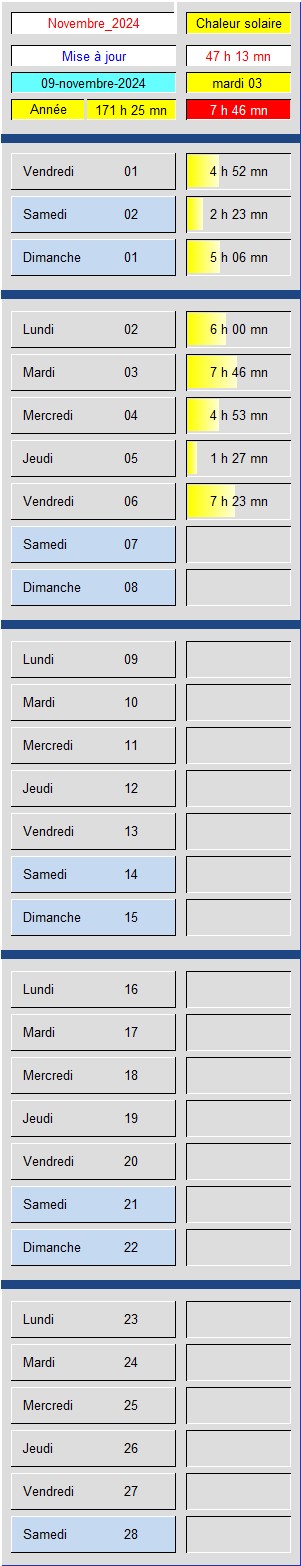 Novembre_2024 Chaleur solaire
Mise à jour 47 h 13 mn
09-novembre-2024 mardi 03
Année 171 h 25 mn 7 h 46 mn
Vendredi 01 4 h 52 mn
Samedi 02 2 h 23 mn
Dimanche 01 5 h 06 mn
Lundi 02 6 h 00 mn
Mardi 03 7 h 46 mn
Mercredi 04 4 h 53 mn
Jeudi 05 1 h 27 mn
Vendredi 06 7 h 23 mn
Samedi 07
Dimanche 08
Lundi 09
Mardi 10
Mercredi 11
Jeudi 12
Vendredi 13
Samedi 14
Dimanche 15
Lundi 16
Mardi 17
Mercredi 18
Jeudi 19
Vendredi 20
Samedi 21
Dimanche 22
Lundi 23
Mardi 24
Mercredi 25
Jeudi 26
Vendredi 27
Samedi 28